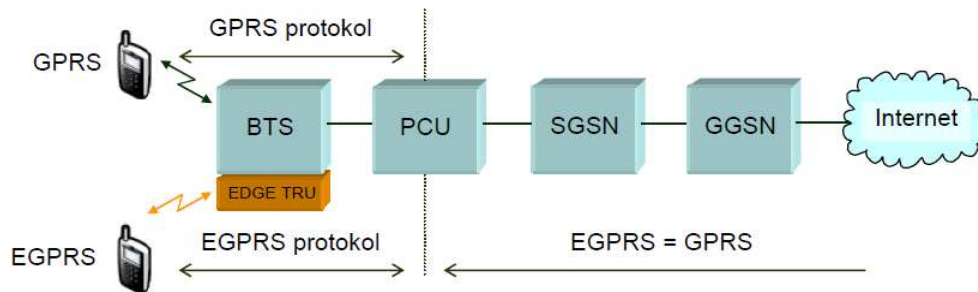 GPRS protokol
GPRS
BTS
PCU
SGSN
GGSN
Internet
EDGE TRU
EGPRS
EGPRS protokol
EGPRS = GPRS